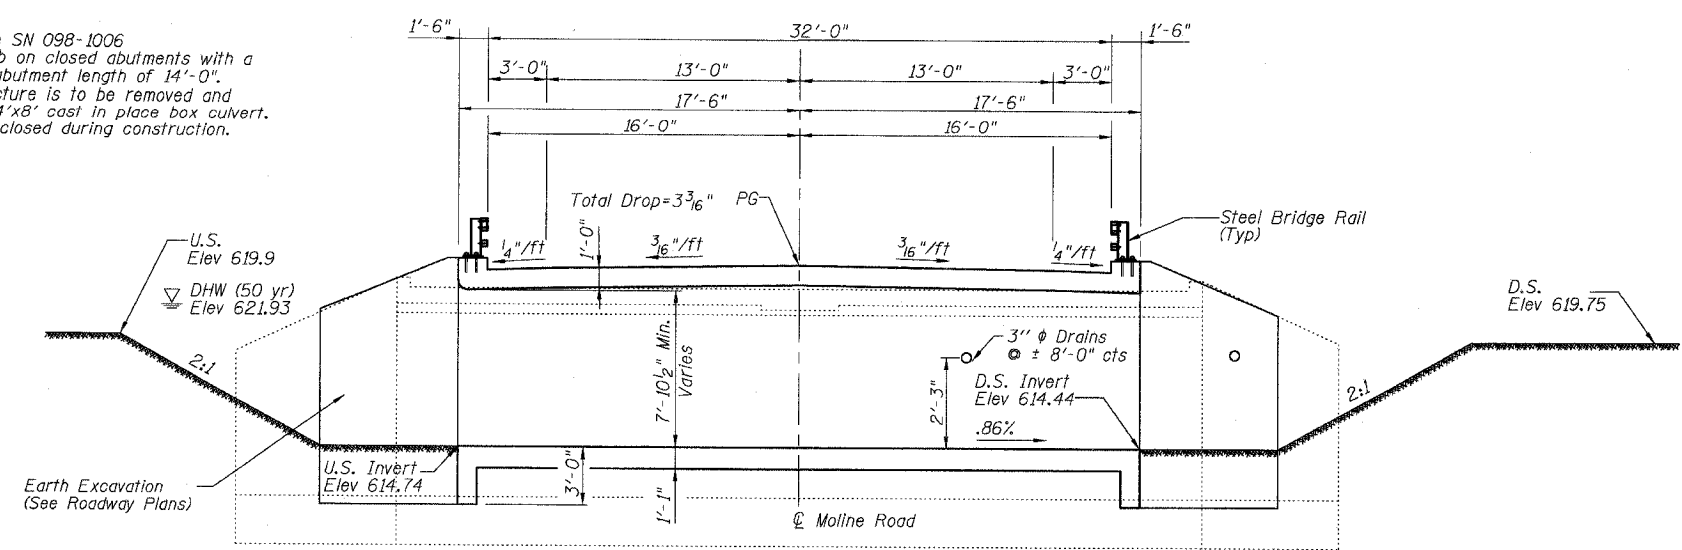 SN 098-1006
on closed abutments with a
abutment length of 14'-0".
cture is to be removed and
4'x8' cast in place box culvert.
closed during construction.
1'-6"
32'-0"
1'-6"
3'-0"
13'-0"
13'-0"
3'-0"
17'-6"
17'-6"
16'-0"
16'-0"
Total Drop=3 3/16"
PG
Steel Bridge Rail
(Typ)
1/4"/ft
1'-0"
3/16"/ft
3/16"/ft
1/4"/ft
U.S.
Elev 619.9
DHW (50 yr)
Elev 621.93
D.S.
Elev 619.75
2:1
7'-10 1/2" Min.
Varies
3" ϕ Drains
@ ± 8'-0" cts
2'-3"
D.S. Invert
Elev 614.44
.86%
2:1
U.S. Invert
Elev 614.74
3'-0"
1'-1"
Earth Excavation
(See Roadway Plans)
℄ Moline Road